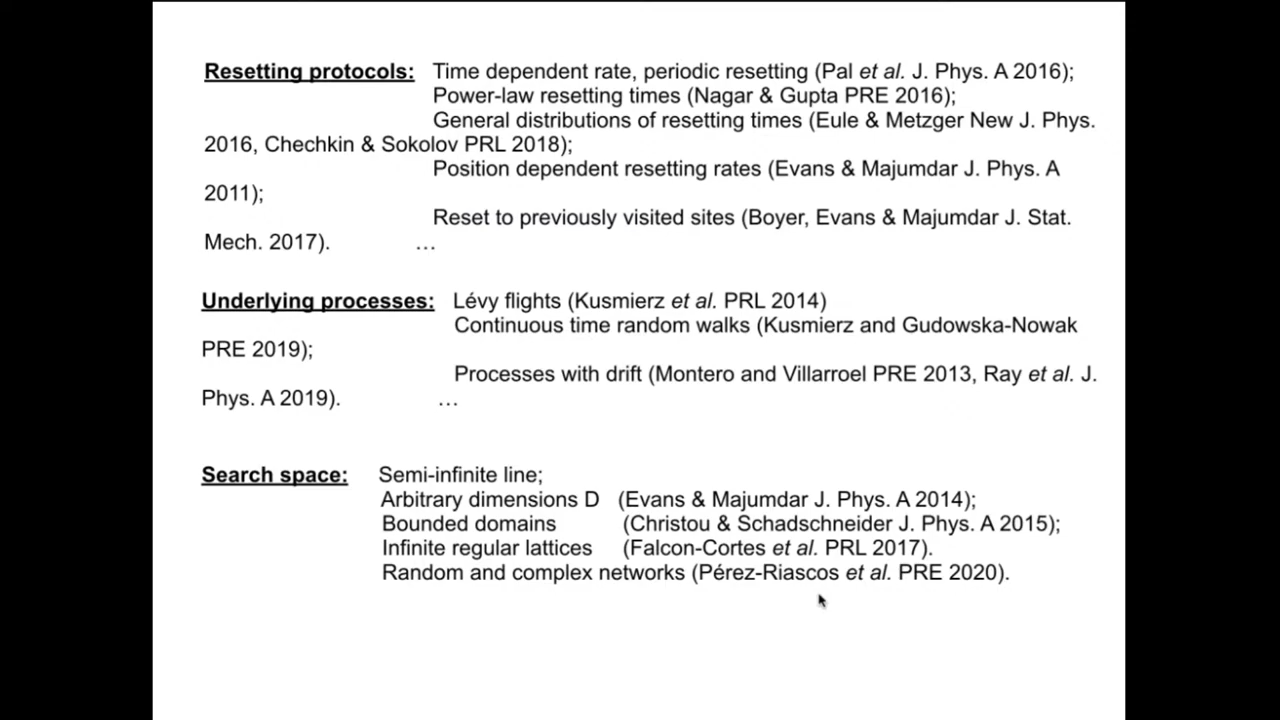 Resetting protocols: Time dependent rate, periodic resetting (Pal et al. J. Phys. A 2016);
Power-law resetting times (Nagar & Gupta PRE 2016);
General distributions of resetting times (Eule & Metzger New J. Phys.
2016, Chechkin & Sokolov PRL 2018);
Position dependent resetting rates (Evans & Majumdar J. Phys. A
2011);
Reset to previously visited sites (Boyer, Evans & Majumdar J. Stat.
Mech. 2017). …
Underlying processes: Lévy flights (Kusmierz et al. PRL 2014)
Continuous time random walks (Kusmierz and Gudowska-Nowak
PRE 2019);
Processes with drift (Montero and Villarroel PRE 2013, Ray et al. J.
Phys. A 2019). …
Search space: Semi-infinite line;
Arbitrary dimensions D (Evans & Majumdar J. Phys. A 2014);
Bounded domains (Christou & Schadschneider J. Phys. A 2015);
Infinite regular lattices (Falcon-Cortes et al. PRL 2017).
Random and complex networks (Pérez-Riascos et al. PRE 2020).